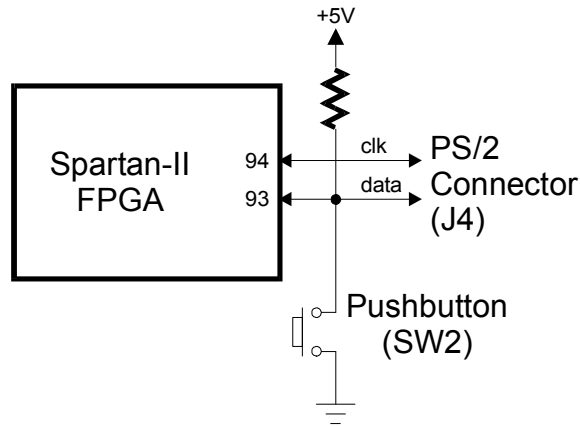 +5V
Spartan-II
FPGA
94
clk
93
data
PS/2
Connector
(J4)
Pushbutton
(SW2)